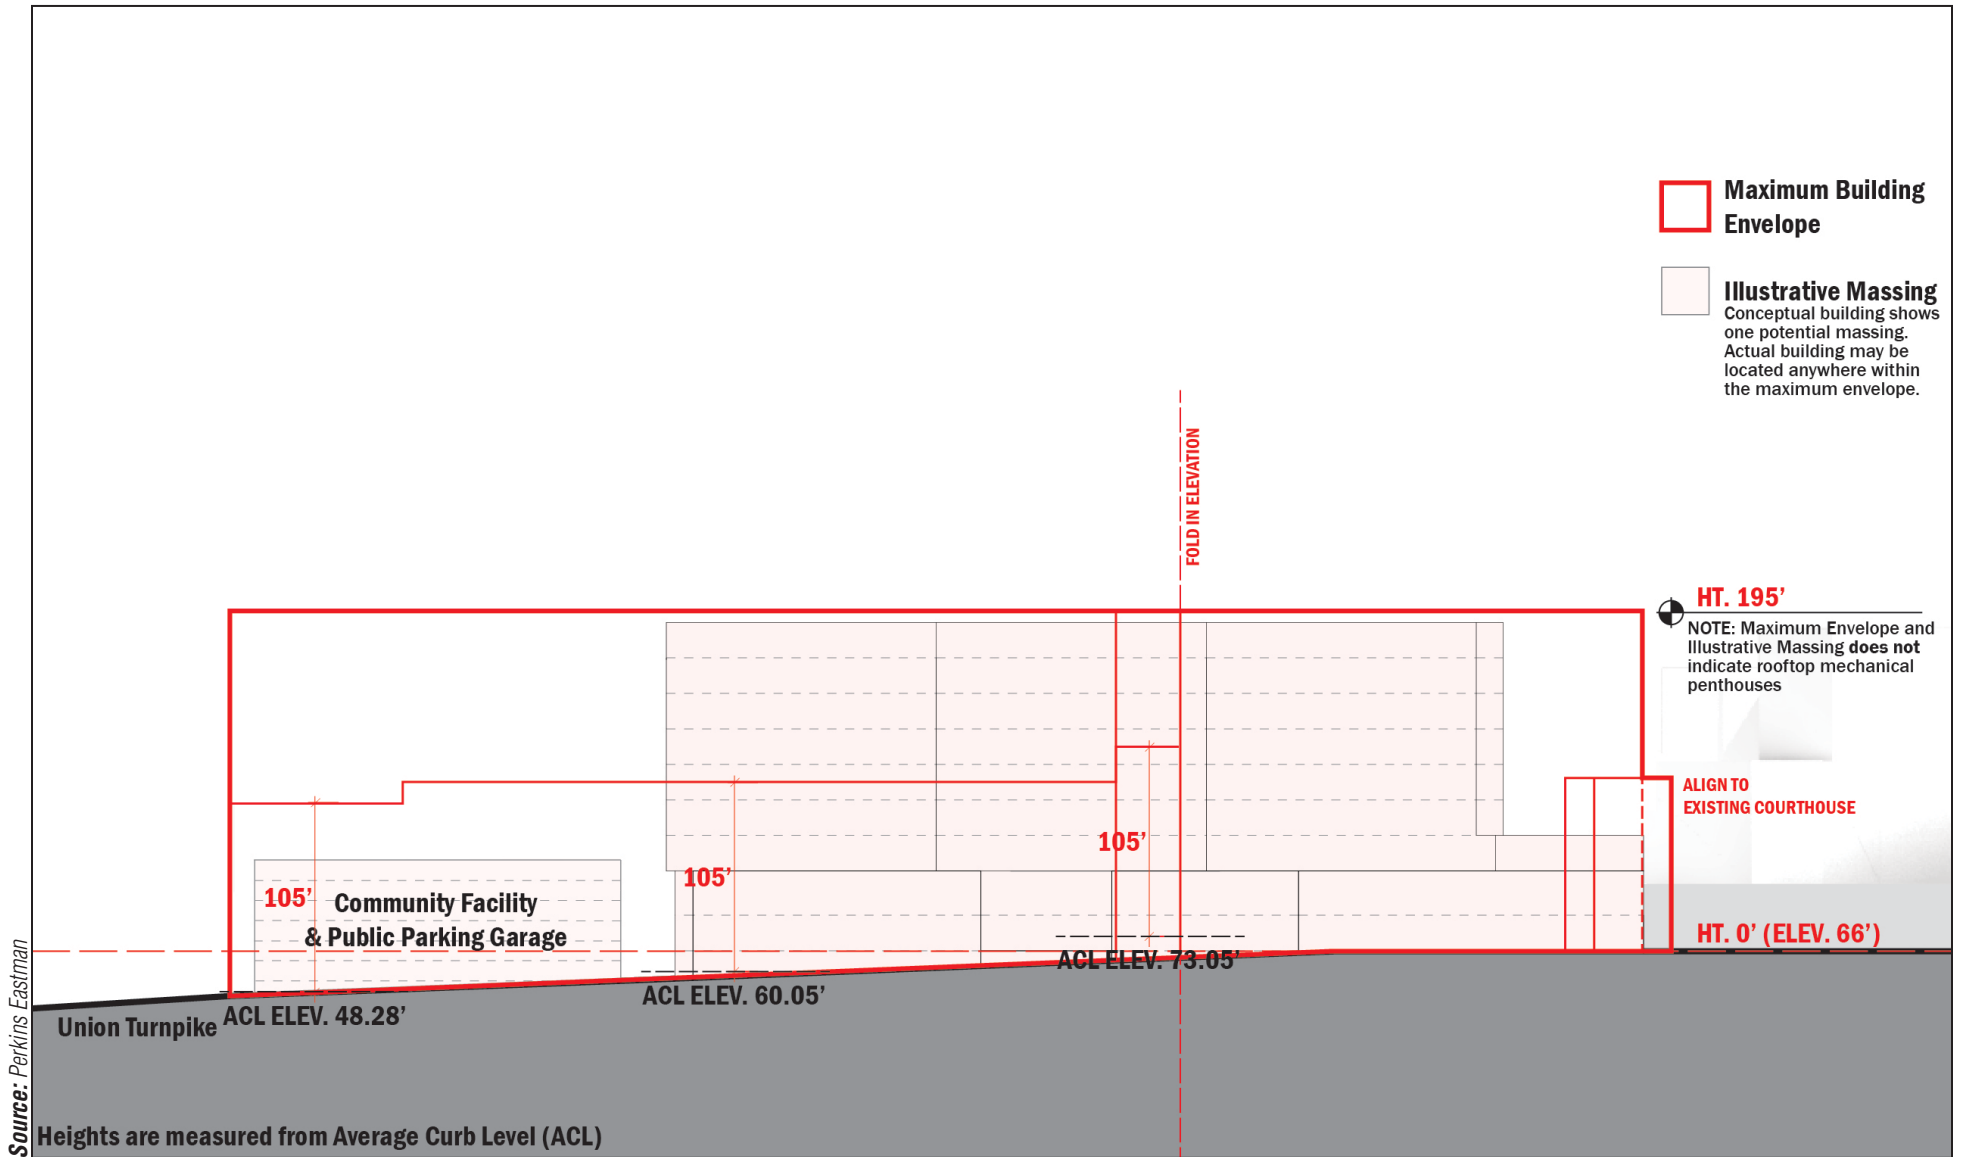 Maximum Building
Envelope
Illustrative Massing
Conceptual building shows
one potential massing.
Actual building may be
located anywhere within
the maximum envelope.
FOLD IN ELEVATION
HT. 195’
NOTE: Maximum Envelope and
Illustrative Massing does not
indicate rooftop mechanical
penthouses
ALIGN TO
EXISTING COURTHOUSE
105’
105’
105’
Community Facility
& Public Parking Garage
HT. 0’ (ELEV. 66’)
ACL ELEV. 73.05’
ACL ELEV. 60.05’
ACL ELEV. 48.28’
Union Turnpike
Heights are measured from Average Curb Level (ACL)
Source: Perkins Eastman